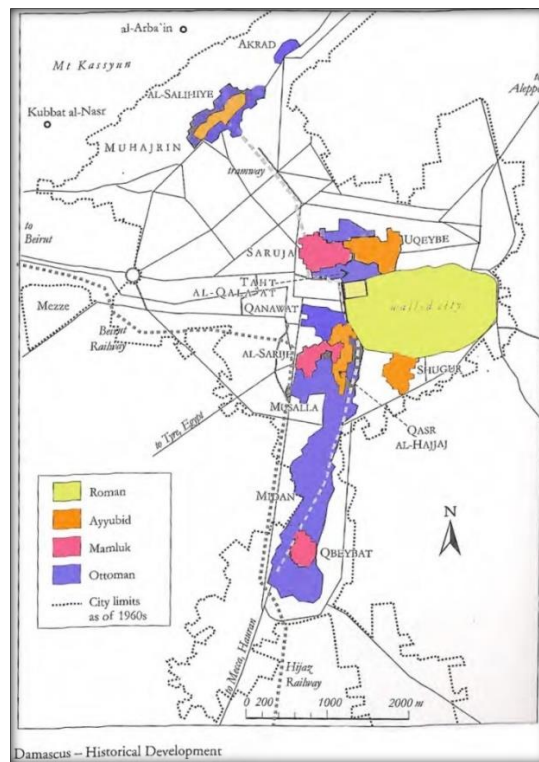 al-Arba'in
AKRAD
Mt Kassyun
AL-SALIHIYE
Kubbat al-Nasr
MUHAJRIN
to
Aleppo
tramway
to
Beirut
SARUJA
UQEYBE
TAHT
AL-QALA'AT
QANAWAT
walled city
Mezze
Beirut
Railway
AL-SARIJE
SHUGUR
MUSALLA
to Tyre, Egypt
QASR
AL-HAJJAJ
MIDAN
Roman
Ayyubid
Mamluk
Ottoman
City limits
as of 1960s
N
QBEYBAT
to Mecca, Hauran
Hijaz
Railway
0 200 2000 m
Damascus – Historical Development